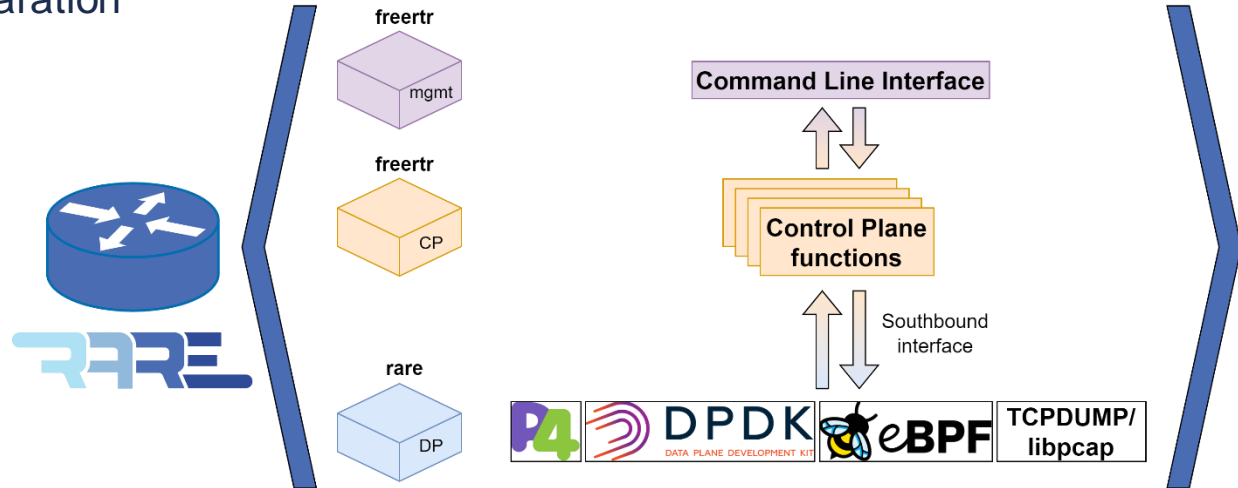 aration
freertr
mgmt
Command Line Interface
freertr
CP
Control Plane
functions
Southbound
interface
RARE
rare
DP
P4
DPDK
DATA PLANE DEVELOPMENT KIT
eBPF
TCPDUMP/
libpcap